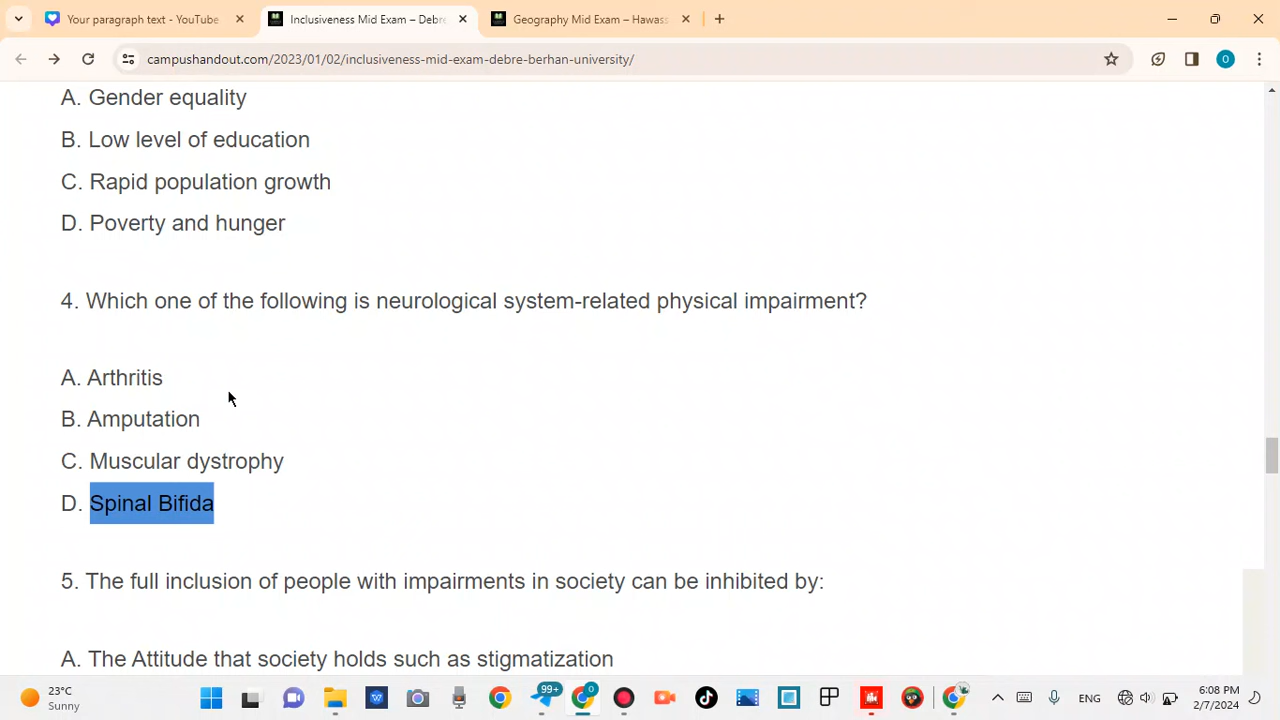 Your paragraph text - YouTube
Inclusiveness Mid Exam – Debre
Geography Mid Exam – Hawass
campushandout.com/2023/01/02/inclusiveness-mid-exam-debre-berhan-university/
O
A. Gender equality
B. Low level of education
C. Rapid population growth
D. Poverty and hunger
4. Which one of the following is neurological system-related physical impairment?
A. Arthritis
B. Amputation
C. Muscular dystrophy
D. Spinal Bifida
5. The full inclusion of people with impairments in society can be inhibited by:
A. The Attitude that society holds such as stigmatization
23°C
Sunny
99+
ENG
5:08 PM
2/7/2024